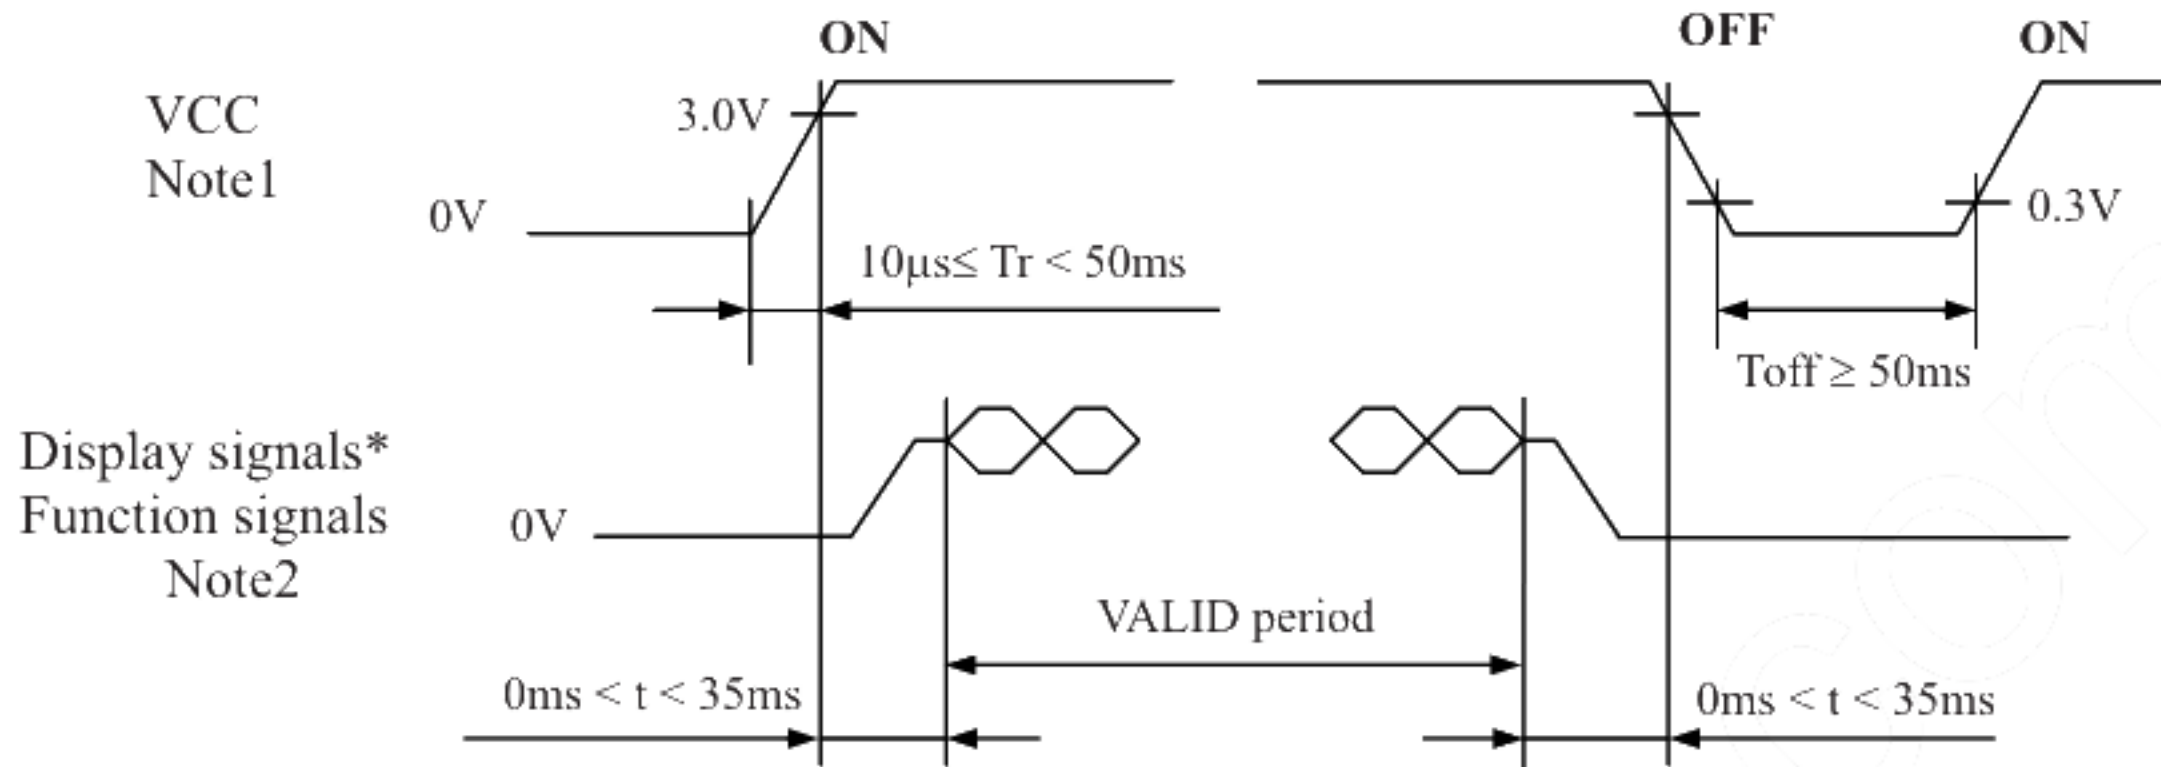 ON
OFF
ON
VCC
Note1
3.0V
0V
0.3V
10μs≤ Tr < 50ms
Toff ≥ 50ms
Display signals*
Function signals
Note2
0V
VALID period
0ms < t < 35ms
0ms < t < 35ms